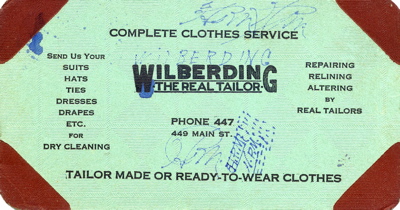 COMPLETE CLOTHES SERVICE
WILBERDING
SEND US YOUR
SUITS
HATS
TIES
DRESSES
DRAPES
ETC.
FOR
DRY CLEANING
WILBERDING
THE REAL TAILOR
PHONE 447
449 MAIN ST.
REPAIRING
RELINING
ALTERING
BY
REAL TAILORS
TAILOR MADE OR READY-TO-WEAR CLOTHES